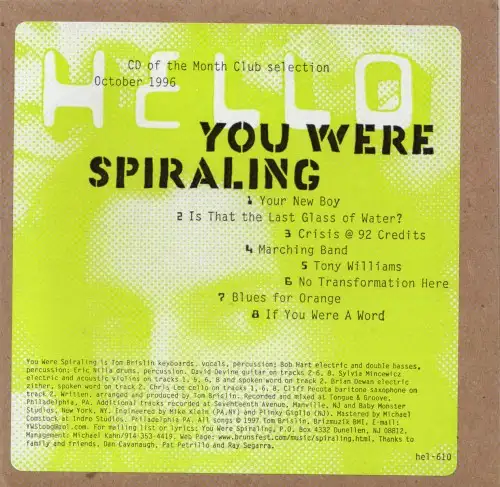 HELLO
CD of the Month Club selection
October 1996
YOU WERE
SPIRALING
1 Your New Boy
2 Is That the Last Glass of Water?
3 Crisis @ 92 Credits
4 Marching Band
5 Tony Williams
6 No Transformation Here
7 Blues for Orange
8 If You Were A Word
You Were Spiraling is Tom Brislin keyboards, vocals, percussion; Bob Hart electric and double basses,
percussion; Eric Nilla drums, percussion. David Devine guitar on tracks 2-6, 8. Sylvia Mincewicz
electric and acoustic violins on tracks 1, 5, 6, 8 and spoken word on track 2. Brian Dewan electric
zither, spoken word on track 2. Chris Lee cello on tracks 1, 6, 8. Cliff Pecota baritone saxophone on
track 2. Written, arranged and produced by Tom Brislin. Recorded and mixed at Tongue & Groove,
Philadelphia, PA. Additional tracks recorded at Seventeenth Avenue, Manville, NJ and Baby Monster
Studios, New York, NY. Engineered by Mike Klein (PA,NY) and Plinky Giglio (NJ). Mastered by Michael
Comstock at Indre Studios, Philadelphia PA. All songs © 1997 Tom Brislin, Brizmuzik BMI, E-mail:
YWSibong@aol.com. For mailing list or lyrics: You Were Spiraling, P.O. Box 4332 Dunellen, NJ 08812.
Management: Michael Kahn/914-353-4419. Web Page: www.brunsfest.com/music/spiraling.html, Thanks to
family and friends, Dan Cavanaugh, Pat Petrillo and Ray Segarra.
hel-610